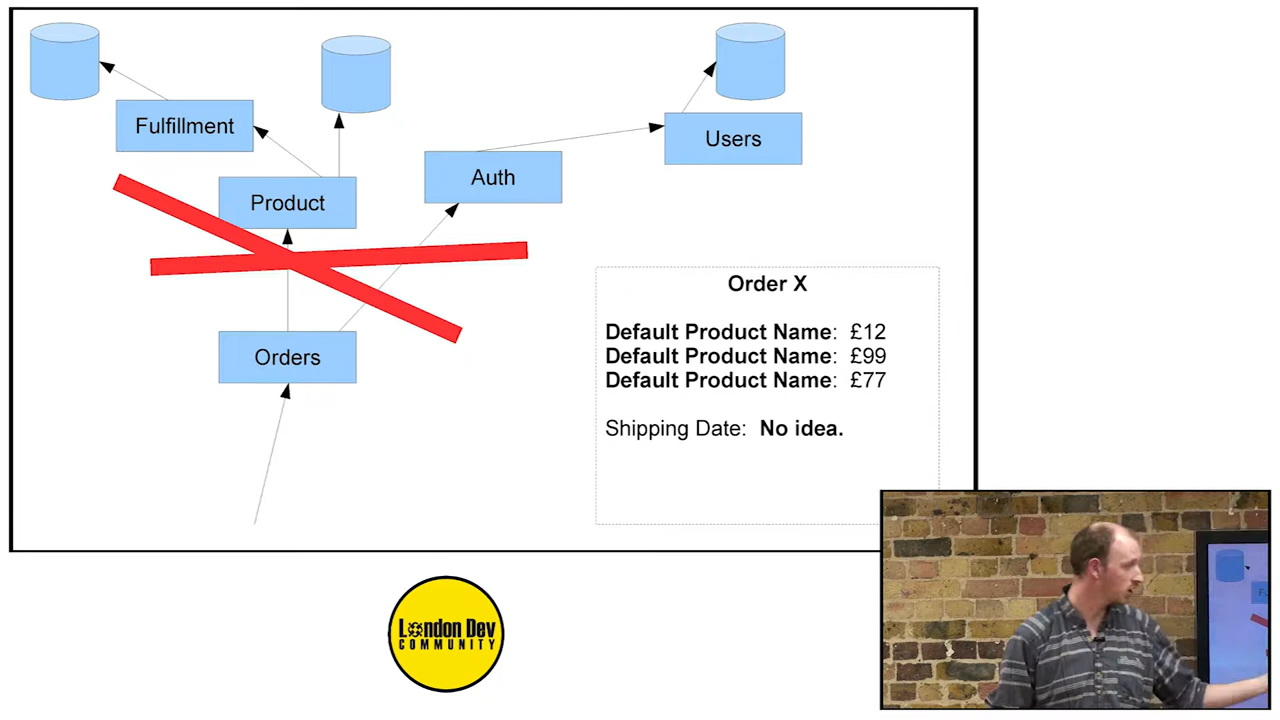 Fulfillment
Users
Auth
Product
Order X
Default Product Name: £12
Orders
Default Product Name: £99
Default Product Name: £77
Shipping Date: No idea.
London Dev
COMMUNITY